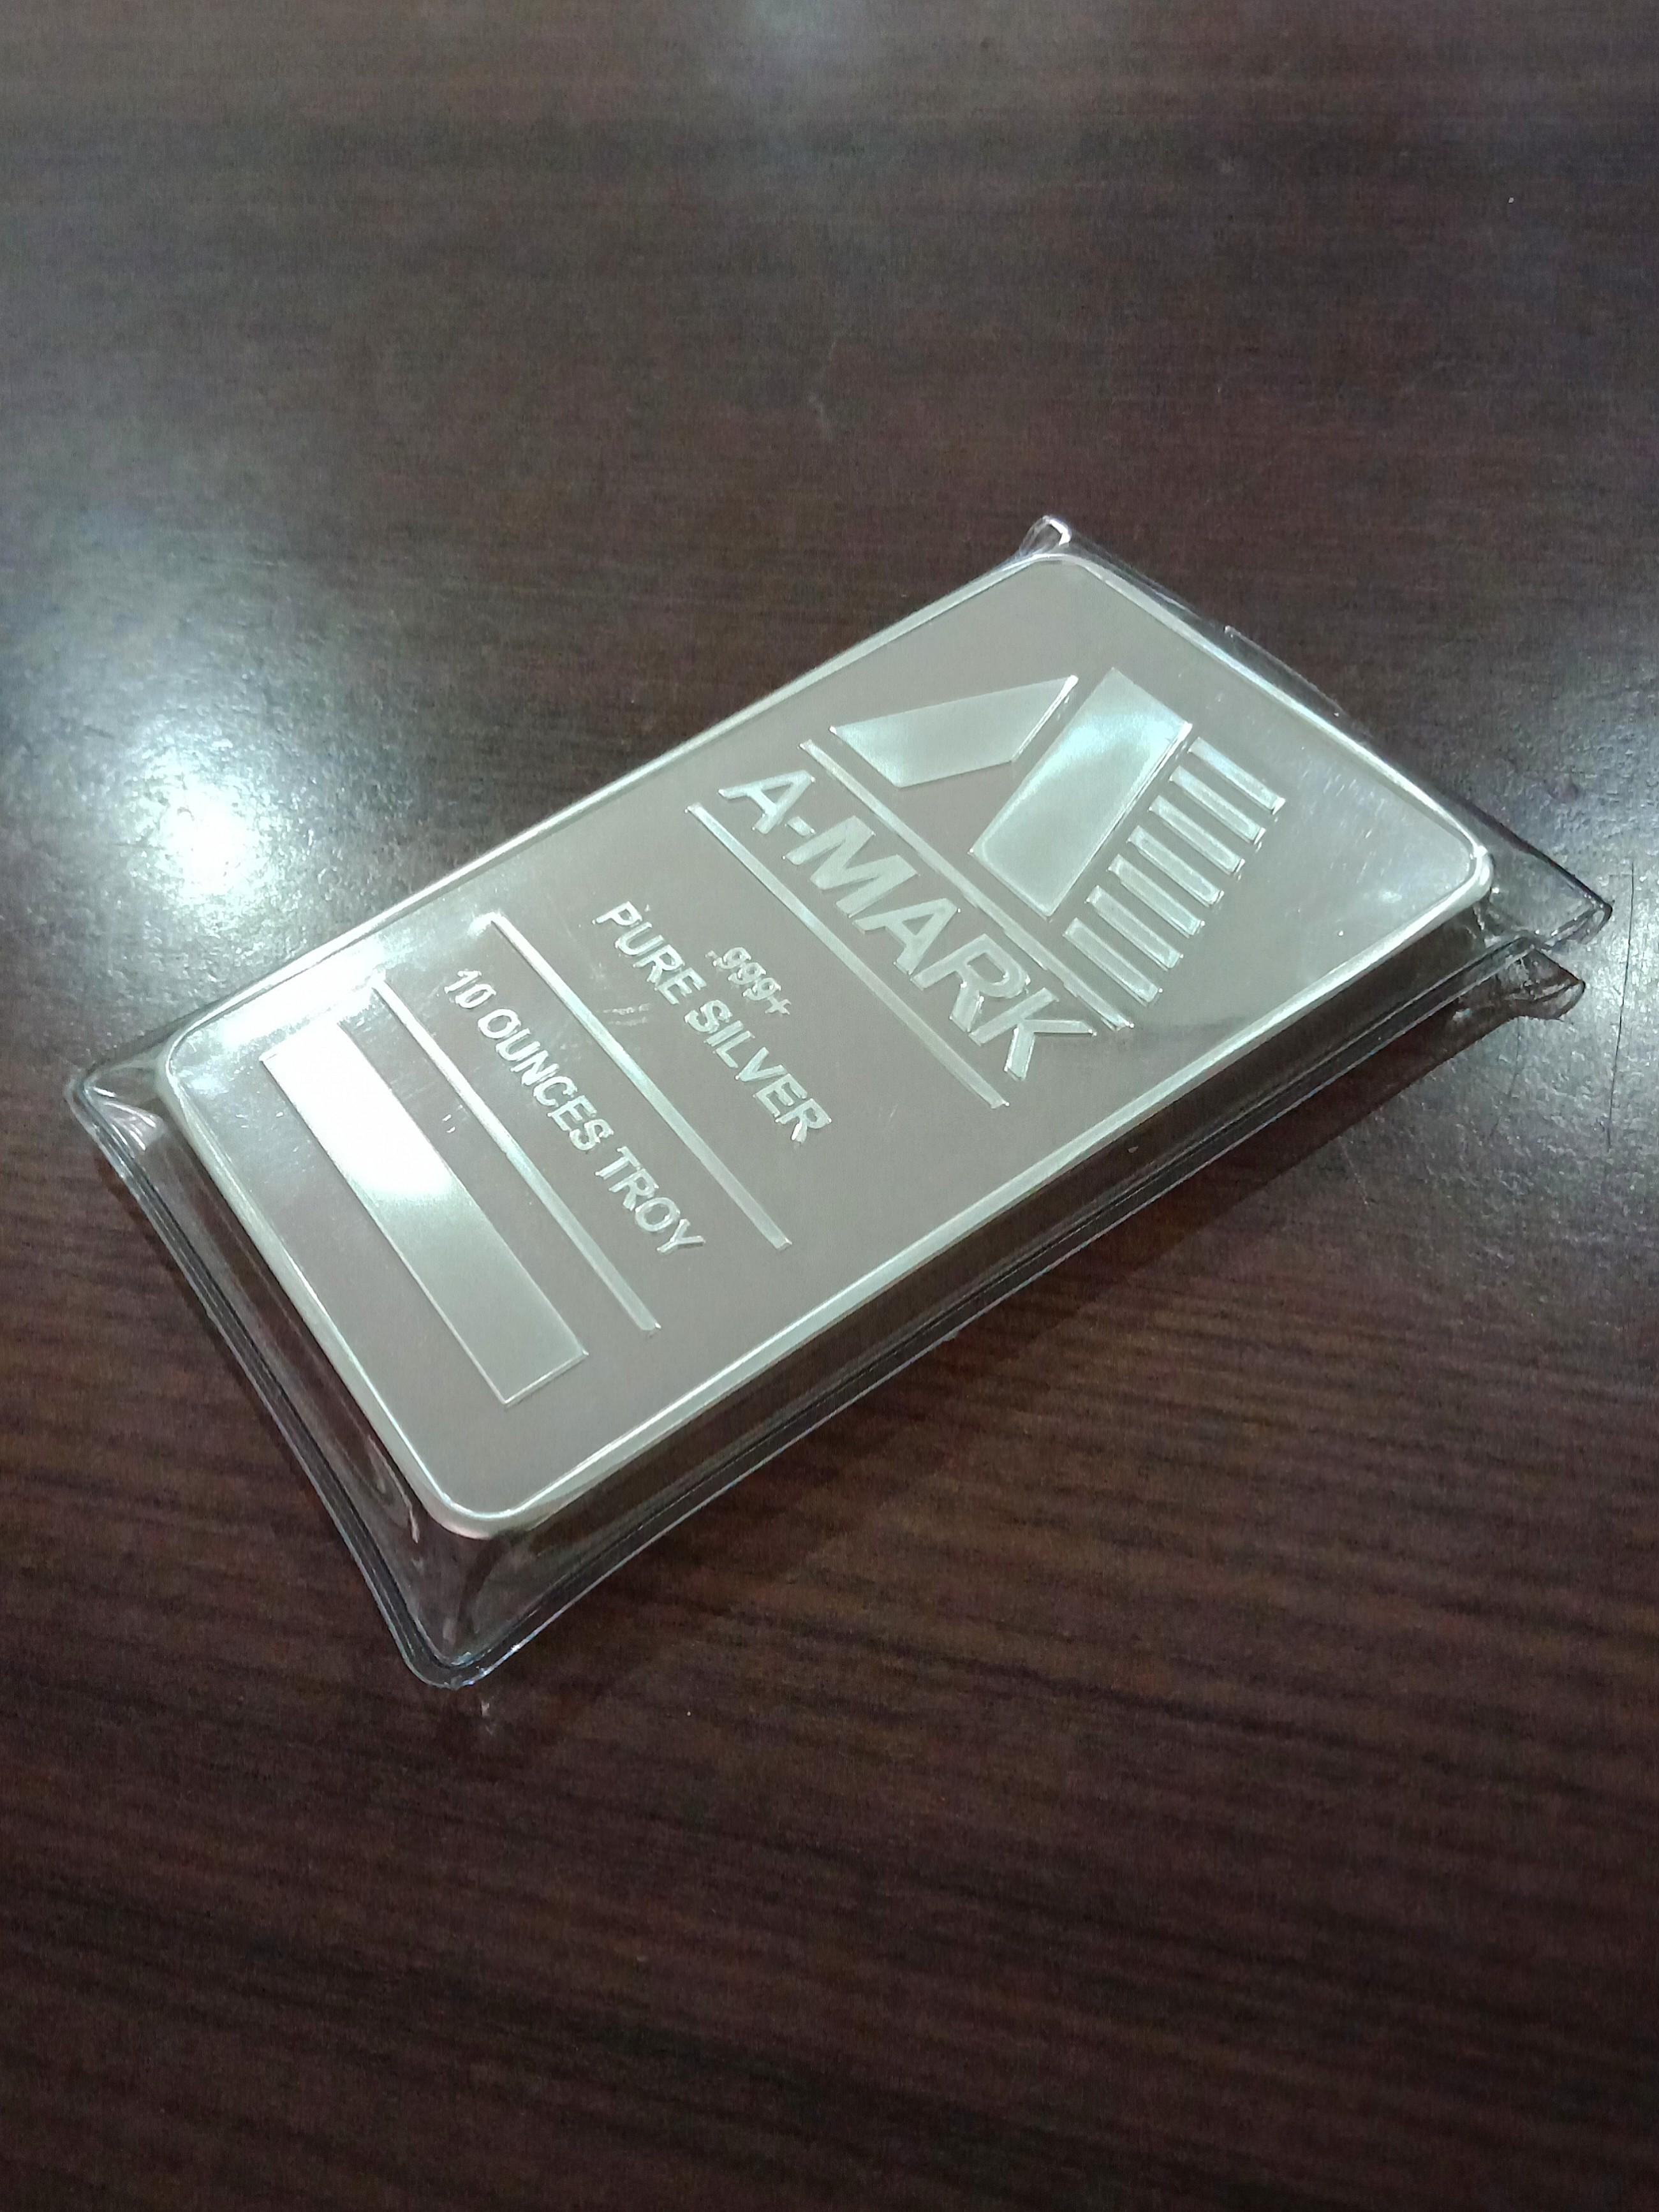 A-MARK
.999+
PURE SILVER
10 OUNCES TROY